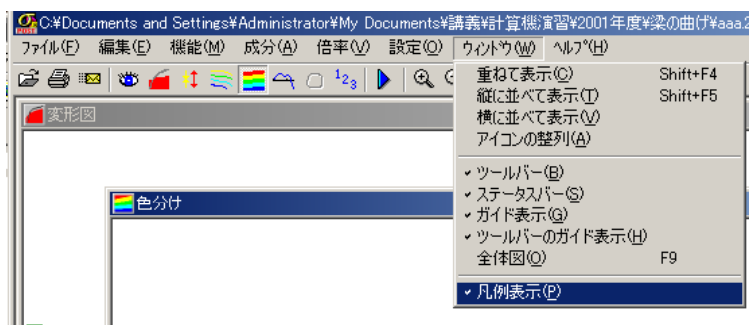 C:¥Documents and Settings¥Administrator¥My Documents¥講義¥計算機演習¥2001年度¥梁の曲げ¥aaa.2
ファイル(F) 編集(E) 機能(M) 成分(A) 倍率(V) 設定(O) ウィンドウ(W) ヘルプ(H)
変形図
色分け
重ねて表示(C) Shift+F4
縦に並べて表示(T) Shift+F5
横に並べて表示(V)
アイコンの整列(A)
ツールバー(B)
ステータスバー(S)
ガイド表示(G)
ツールバーのガイド表示(H)
全体図(O) F9
凡例表示(P)